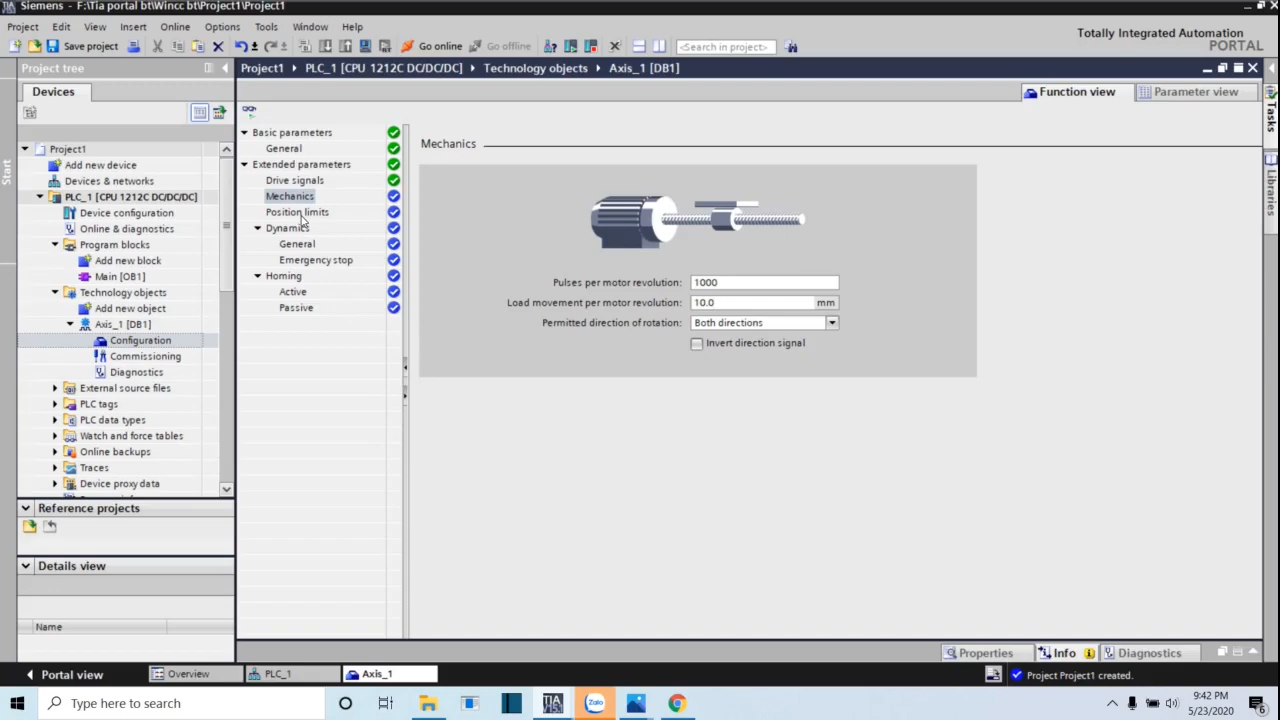 Siemens - F:\Tia portal bt\Wincc bt\Project1\Project1
Project Edit View Insert Online Options Tools Window Help
Totally Integrated Automation
PORTAL
Save project Go online Go offline <Search in project>
Project tree
Project1 PLC_1 [CPU 1212C DC/DC/DC] Technology objects Axis_1 [DB1]
Devices
Function view
Parameter view
Start
Tasks
Libraries
Project1
Add new device
Devices & networks
PLC_1 [CPU 1212C DC/DC/DC]
Device configuration
Online & diagnostics
Program blocks
Add new block
Main [OB1]
Technology objects
Add new object
Axis_1 [DB1]
Configuration
Commissioning
Diagnostics
External source files
PLC tags
PLC data types
Watch and force tables
Online backups
Traces
Device proxy data
Reference projects
Details view
Name
Basic parameters
General
Extended parameters
Drive signals
Mechanics
Position limits
Dynamics
General
Emergency stop
Homing
Active
Passive
Mechanics
Pulses per motor revolution: 1000
Load movement per motor revolution: 10.0 mm
Permitted direction of rotation: Both directions
Invert direction signal
Properties Info Diagnostics
Portal view Overview PLC_1 Axis_1 Project Project1 created.
Type here to search
TIA
Zalo
9:42 PM
5/23/2020
6